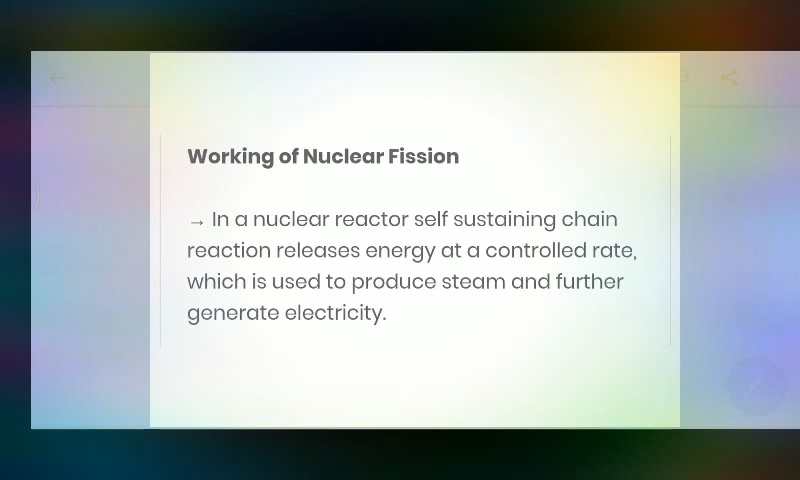 Working of Nuclear Fission
→ In a nuclear reactor self sustaining chain
reaction releases energy at a controlled rate,
which is used to produce steam and further
generate electricity.